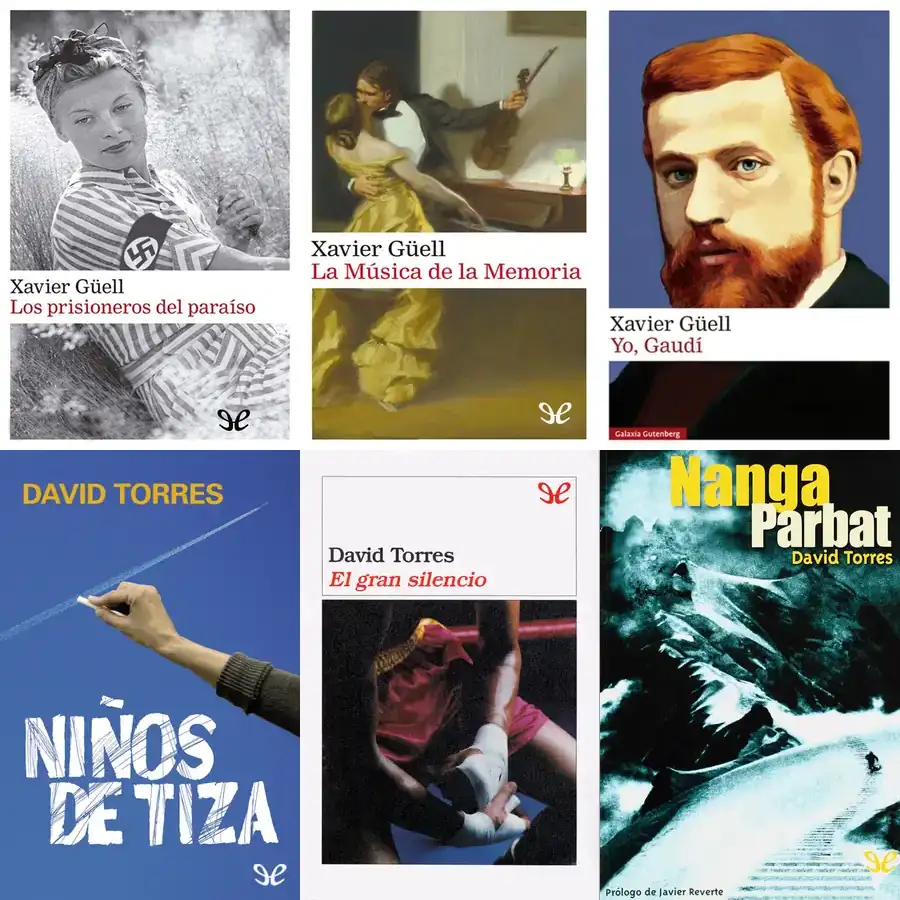 Xavier Güell
Los prisioneros del paraíso
Xavier Güell
La Música de la Memoria
Xavier Güell
Yo, Gaudí
Galaxia Gutenberg
DAVID TORRES
NIÑOS
DE TIZA
David Torres
El gran silencio
Nanga
Parbat
David Torres
Prólogo de Javier Reverte